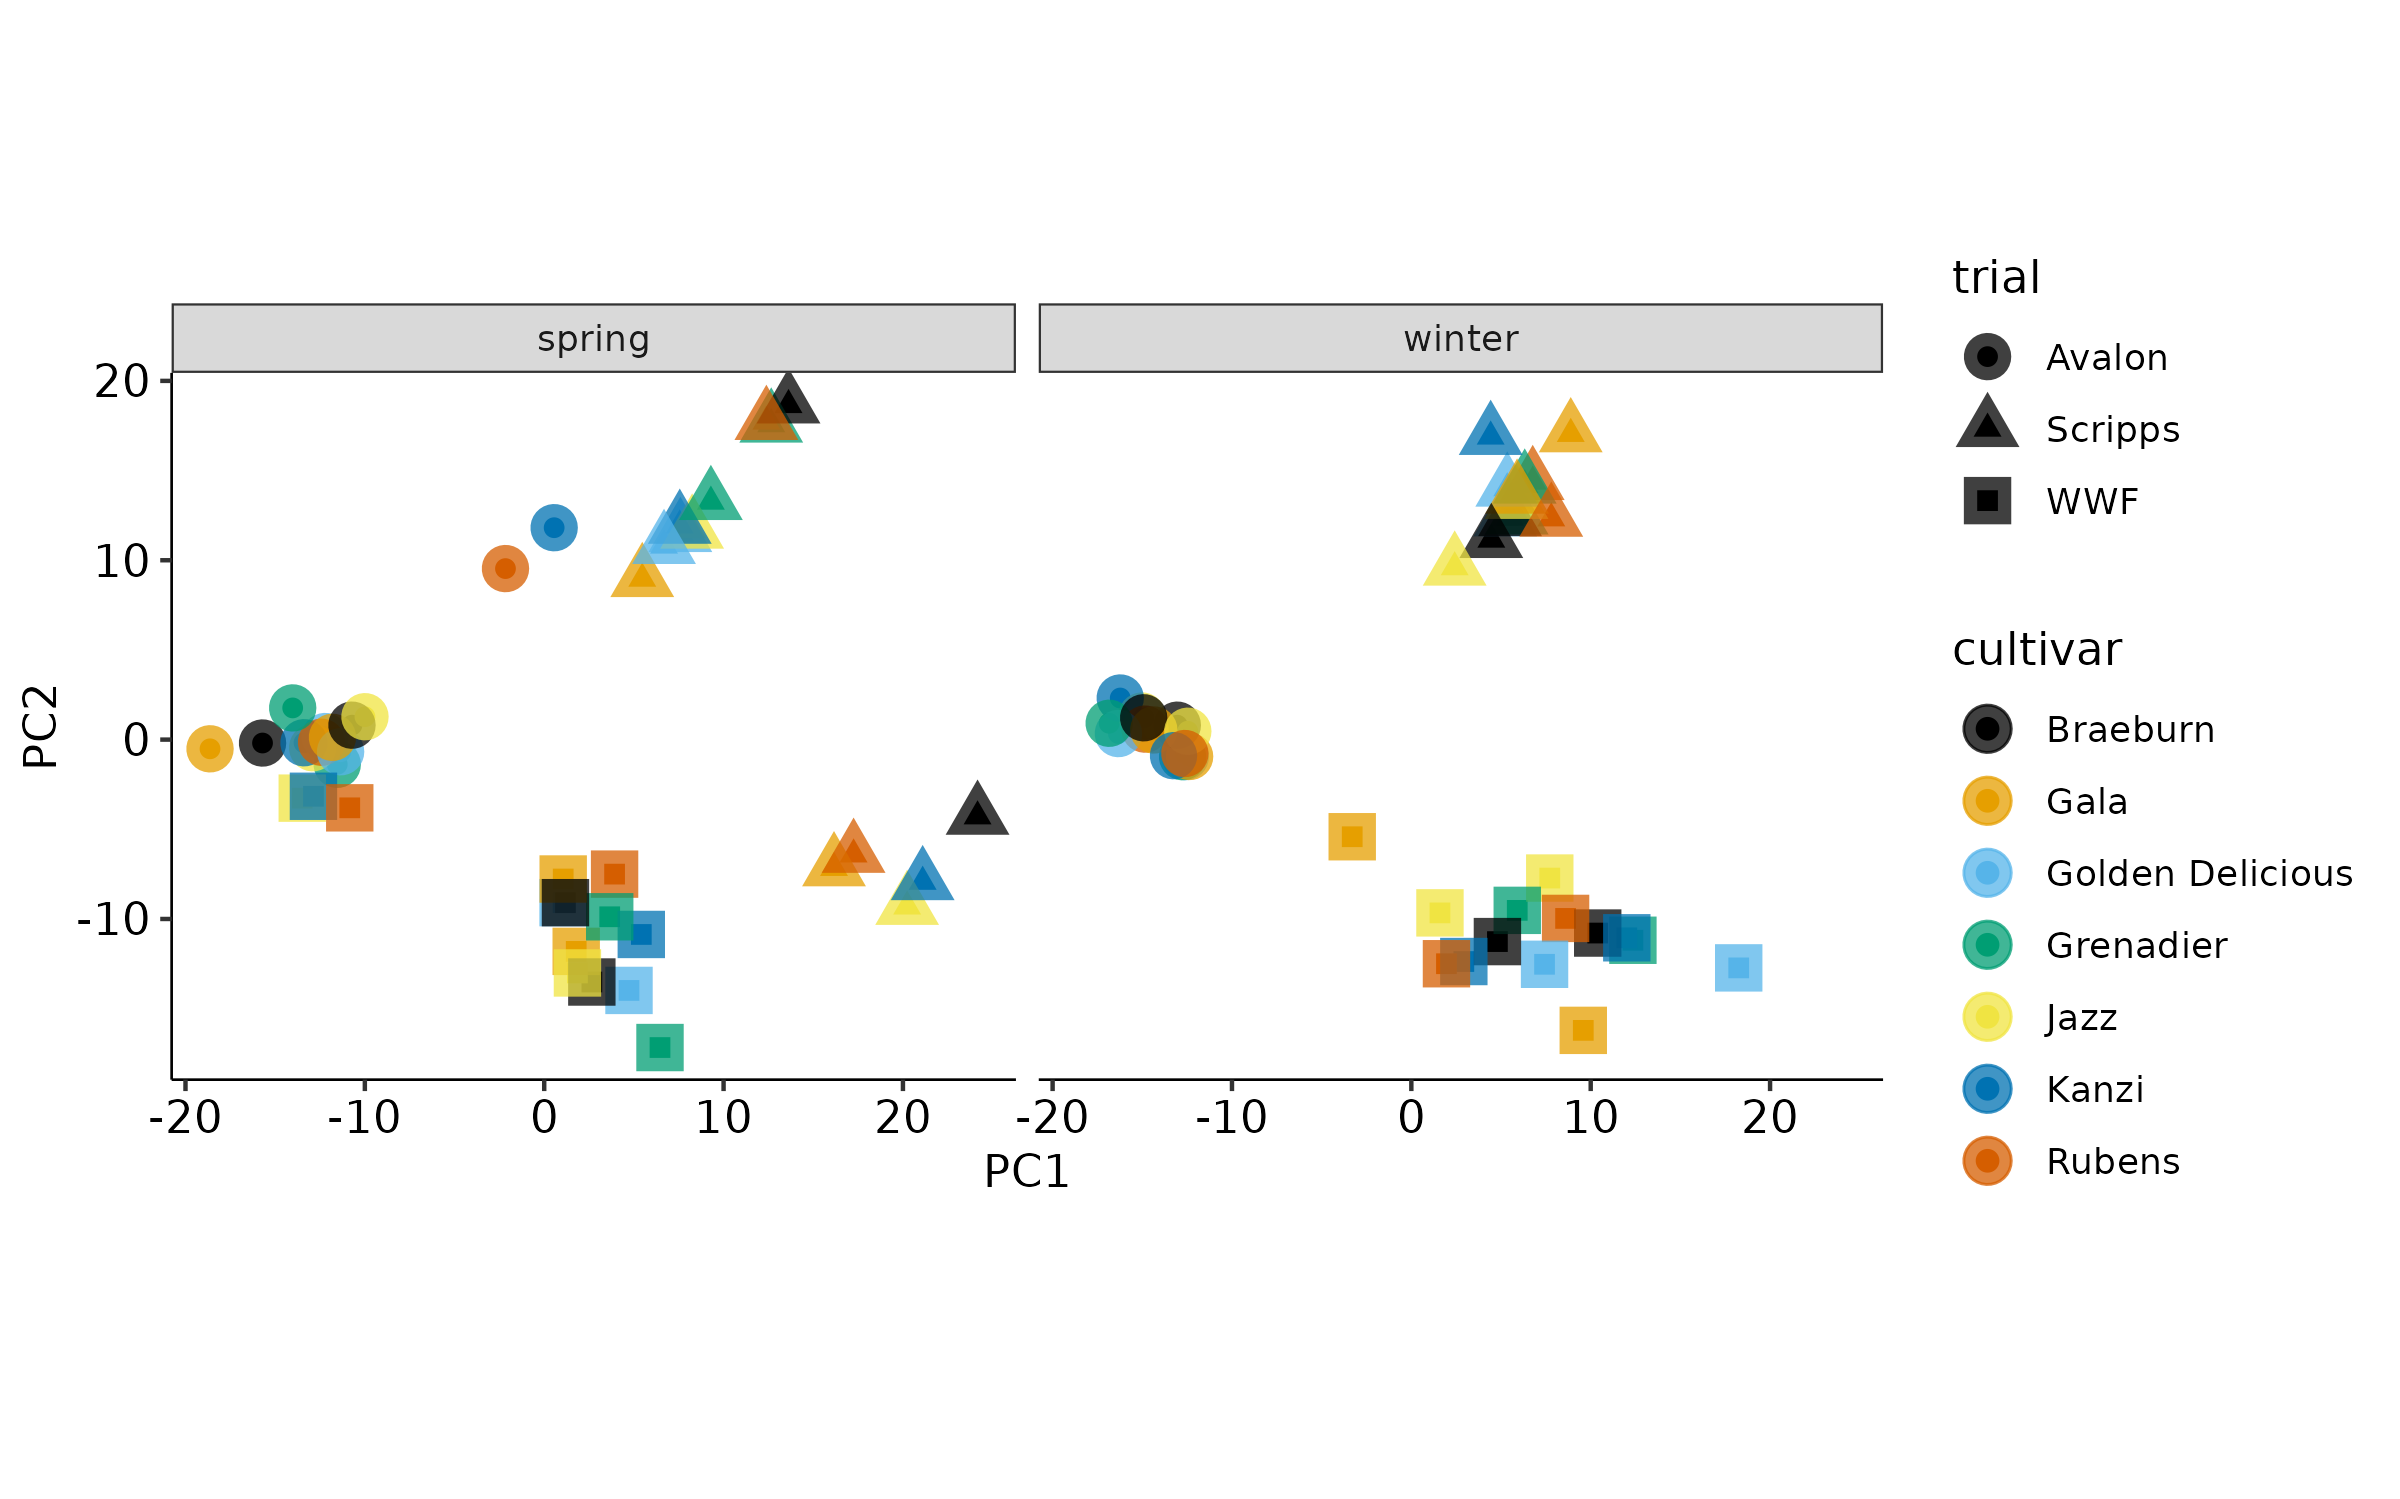 spring winter
trial
Avalon
Scripps
WWF
cultivar
Braeburn
Gala
Golden Delicious
Grenadier
Jazz
Kanzi
Rubens
PC2
20
10
0
-10
-20 -10 0 10 20 -20 -10 0 10 20
PC1